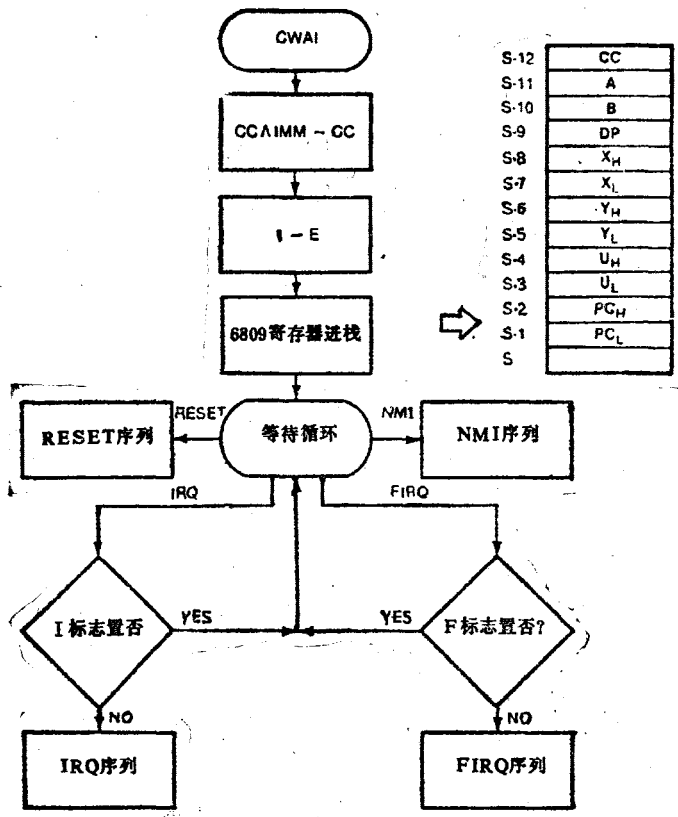 CWAI
CC∧IMM ~ CC
1 - E
6809寄存器进栈
S-12 CC
S-11 A
S-10 B
S-9 DP
S-8 XH
S-7 XL
S-6 YH
S-5 YL
S-4 UH
S-3 UL
S-2 PCH
S-1 PCL
S
RESET序列
RESET
等待循环
NMI
NMI序列
IRQ
FIRQ
I 标志置否
YES
YES
F 标志置否?
NO
NO
IRQ序列
FIRQ序列